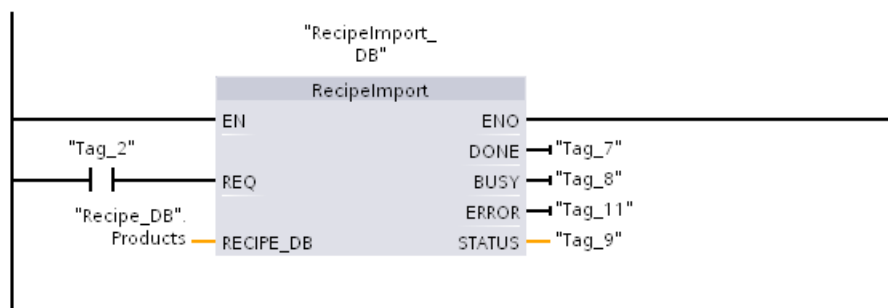 "RecipeImport_
DB"
RecipeImport
EN ENO
DONE "Tag_7"
"Tag_2"
REQ BUSY "Tag_8"
ERROR "Tag_11"
"Recipe_DB".
Products RECIPE_DB STATUS "Tag_9"